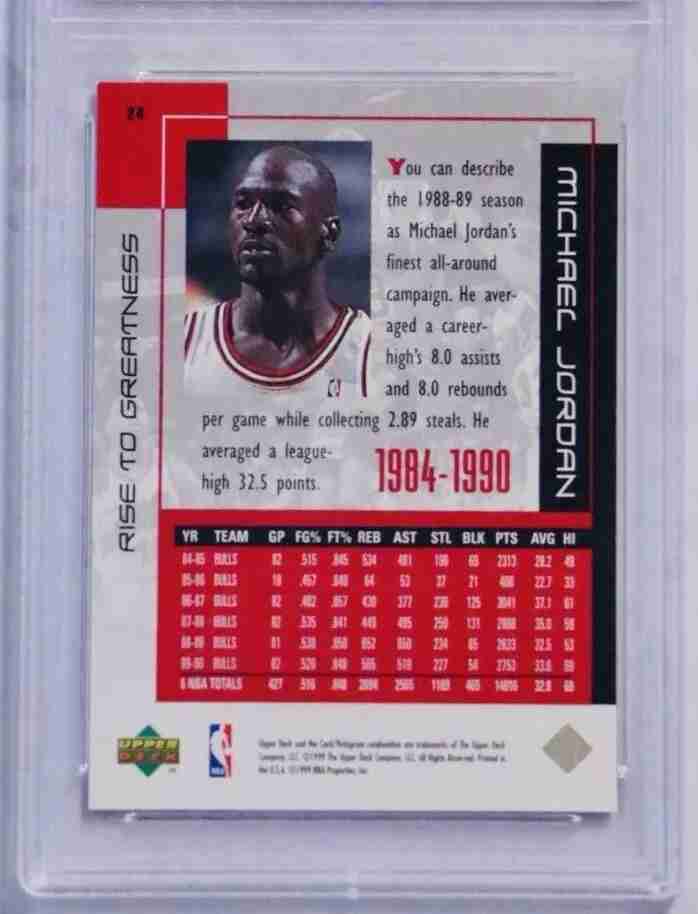 24
RISE TO GREATNESS
You can describe
the 1988-89 season
as Michael Jordan's
finest all-around
campaign. He aver-
aged a career-
high's 8.0 assists
and 8.0 rebounds
per game while collecting 2.89 steals. He
averaged a league-
high 32.5 points.
1984-1990
MICHAEL JORDAN
YR TEAM GP FG% FT% REB AST STL BLK PTS AVG HI
84-85 BULLS 82 .515 .845 534 481 196 69 2313 28.2 49
85-86 BULLS 18 .457 .840 64 53 37 21 408 22.7 33
86-87 BULLS 82 .482 .857 430 377 236 125 3041 37.1 61
87-88 BULLS 82 .535 .841 449 485 259 131 2868 35.0 59
88-89 BULLS 81 .538 .850 652 650 234 65 2633 32.5 53
89-90 BULLS 82 .526 .848 565 519 227 54 2753 33.6 69
6 NBA TOTALS 427 .516 .848 2565 1189 465 32.8 69
UPPER
DECK
NBA
Upper Deck and the Card/Hologram combination are trademarks of The Upper Deck
Company, LLC. ©1999 The Upper Deck Company, LLC. All Rights Reserved. Printed in
the U.S.A. ©1999 NBA Properties, Inc.